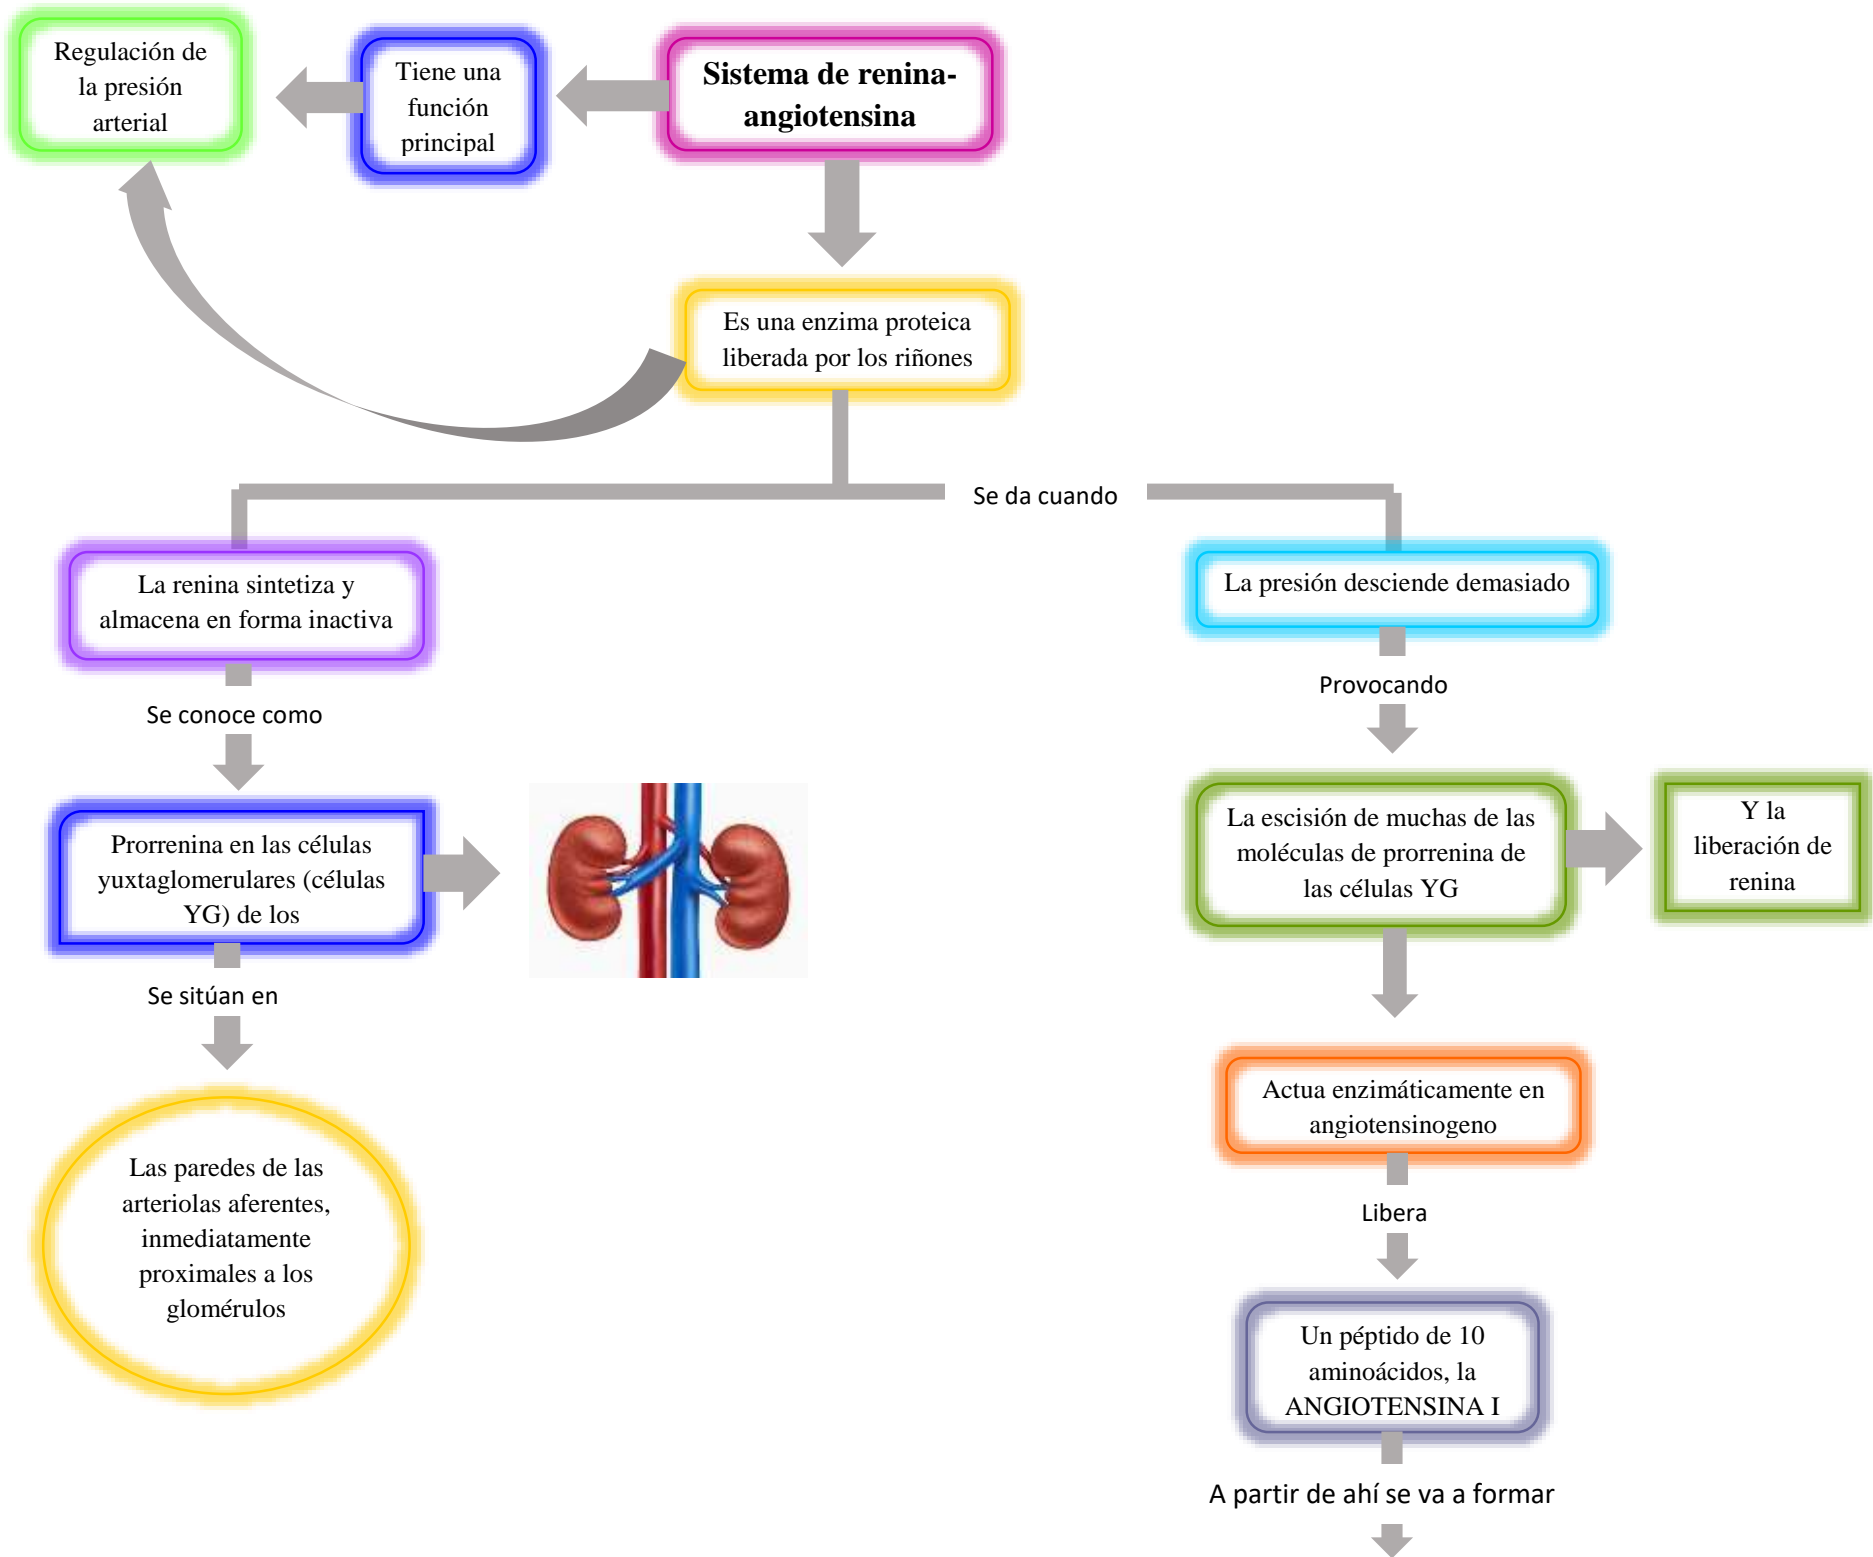 Regulación de
la presión
arterial
Tiene una
función
principal
Sistema de renina-
angiotensina
Es una enzima proteica
liberada por los riñones
Se da cuando
La renina sintetiza y
almacena en forma inactiva
Se conoce como
Prorrenina en las células
yuxtaglomerulares (células
YG) de los
Se sitúan en
Las paredes de las
arteriolas aferentes,
inmediatamente
proximales a los
glomérulos
La presión desciende demasiado
Provocando
La escisión de muchas de las
moléculas de prorrenina de
las células YG
Y la
liberación de
renina
Actua enzimáticamente en
angiotensinogeno
Libera
Un péptido de 10
aminoácidos, la
ANGIOTENSINA I
A partir de ahí se va a formar